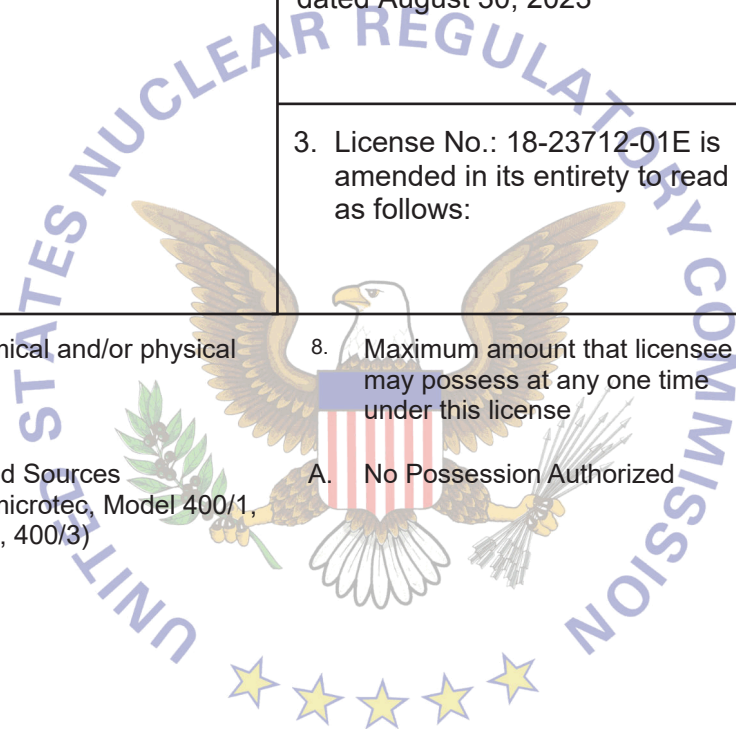 dated August 30, 2023
3. License No.: 18-23712-01E is
amended in its entirety to read
as follows:
nical and/or physical
8. Maximum amount that licensee
may possess at any one time
under this license
d Sources
microtec, Model 400/1,
, 400/3)
A. No Possession Authorized
UNITED STATES NUCLEAR REGULATORY COMMISSION